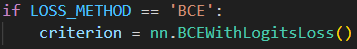 if LOSS_METHOD == 'BCE':
    criterion = nn.BCEWithLogitsLoss()